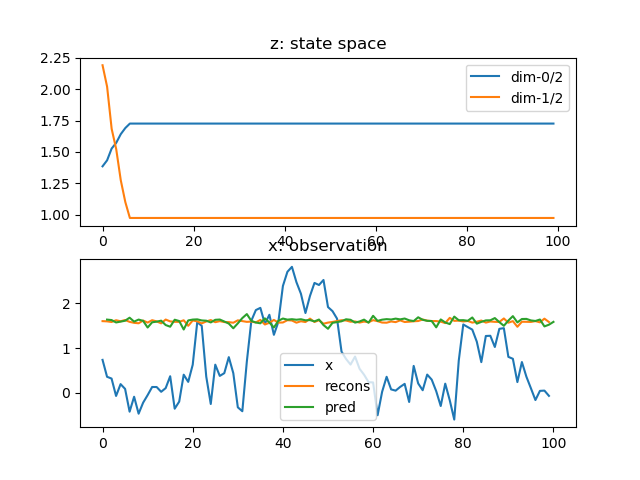 z: state space
2.25
2.00
1.75
1.50
1.25
1.00
dim-0/2
dim-1/2
0 20 40 60 80 100
x: observation
2
1
0
x
recons
pred
0 20 40 60 80 100